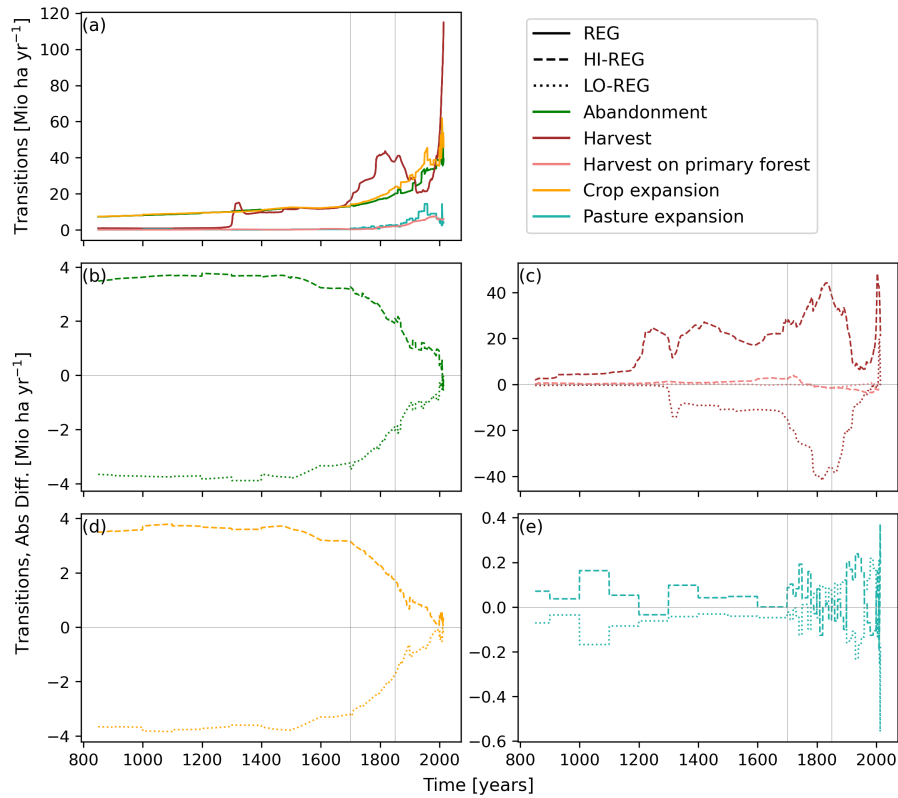 (a)
Transitions [Mio ha yr⁻¹]
120
100
80
60
40
20
0
REG
HI-REG
LO-REG
Abandonment
Harvest
Harvest on primary forest
Crop expansion
Pasture expansion
Transitions, Abs Diff. [Mio ha yr⁻¹]
(b)
4
2
0
−2
−4
(c)
40
20
0
−20
−40
(d)
4
2
0
−2
−4
800 1000 1200 1400 1600 1800 2000
(e)
0.4
0.2
0.0
−0.2
−0.4
−0.6
800 1000 1200 1400 1600 1800 2000
Time [years]